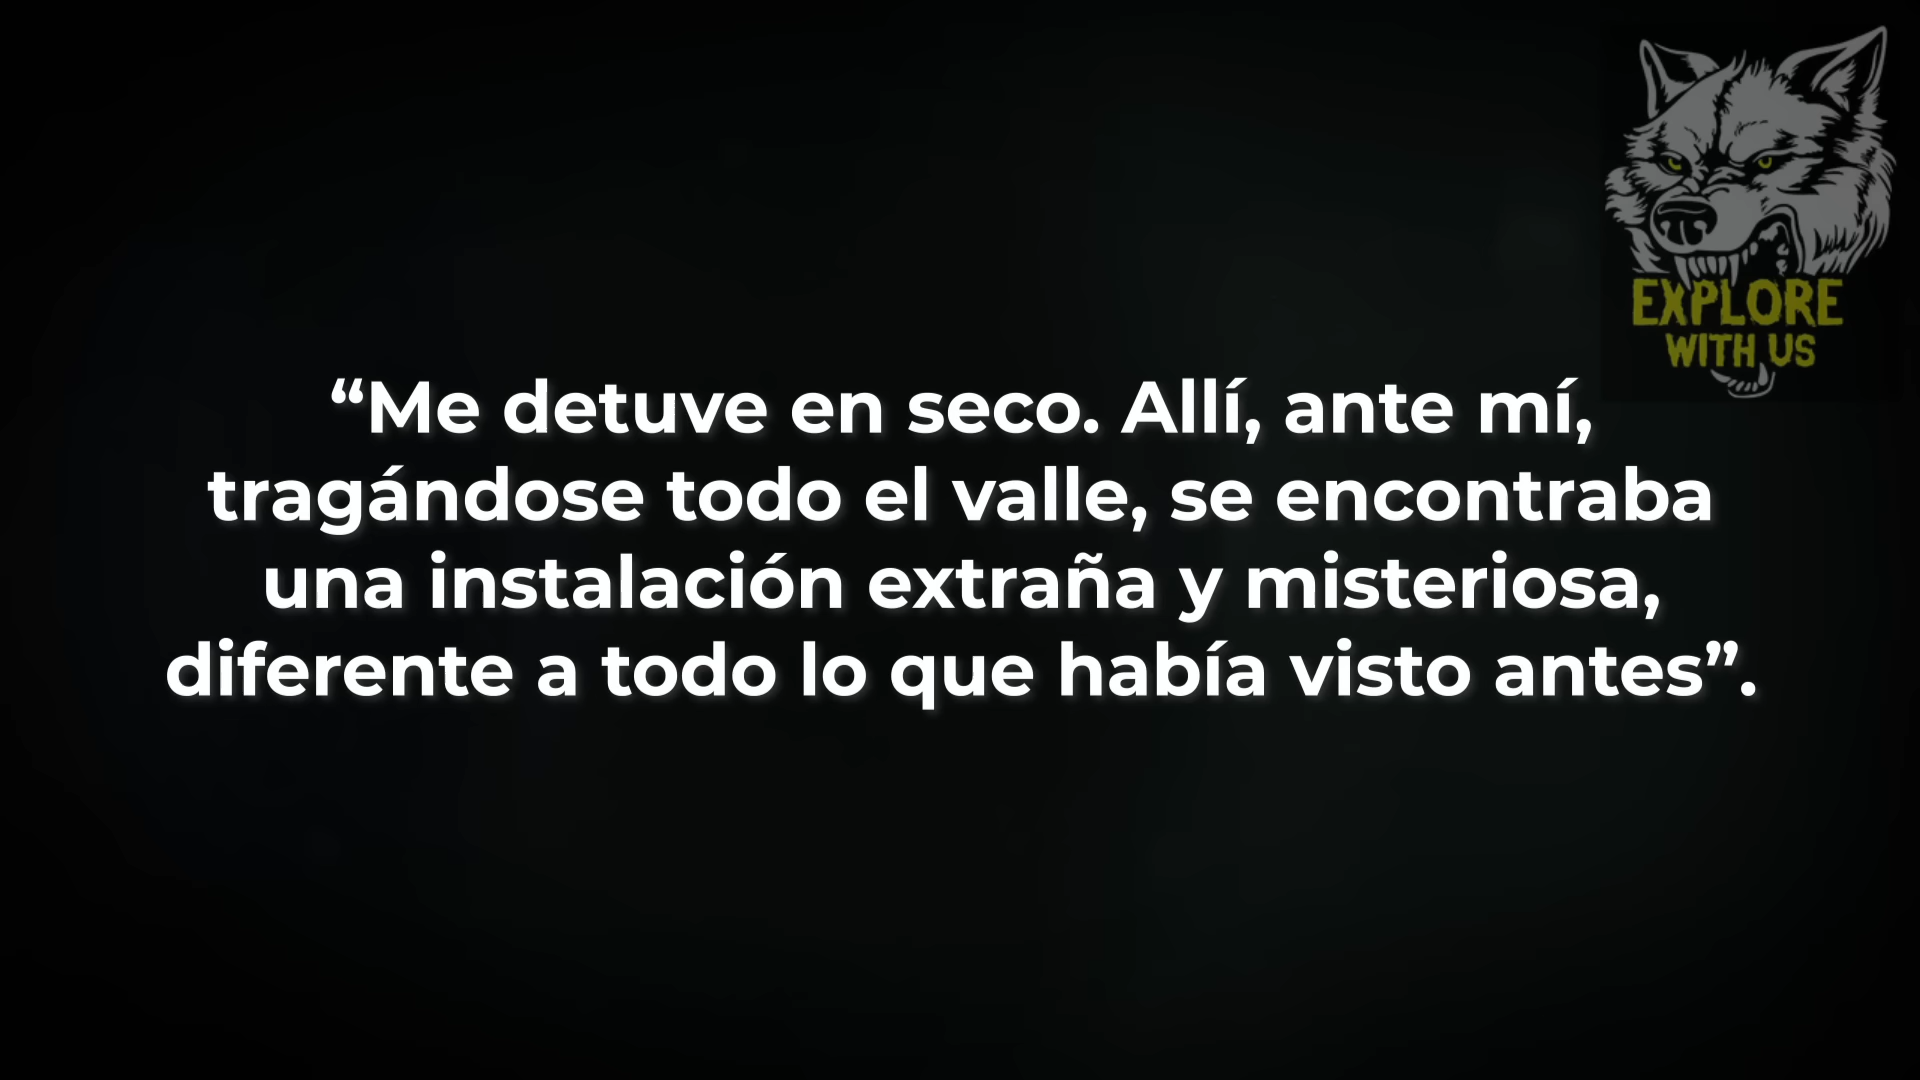 EXPLORE
WITH US
“Me detuve en seco. Allí, ante mí,
tragándose todo el valle, se encontraba
una instalación extraña y misteriosa,
diferente a todo lo que había visto antes”.